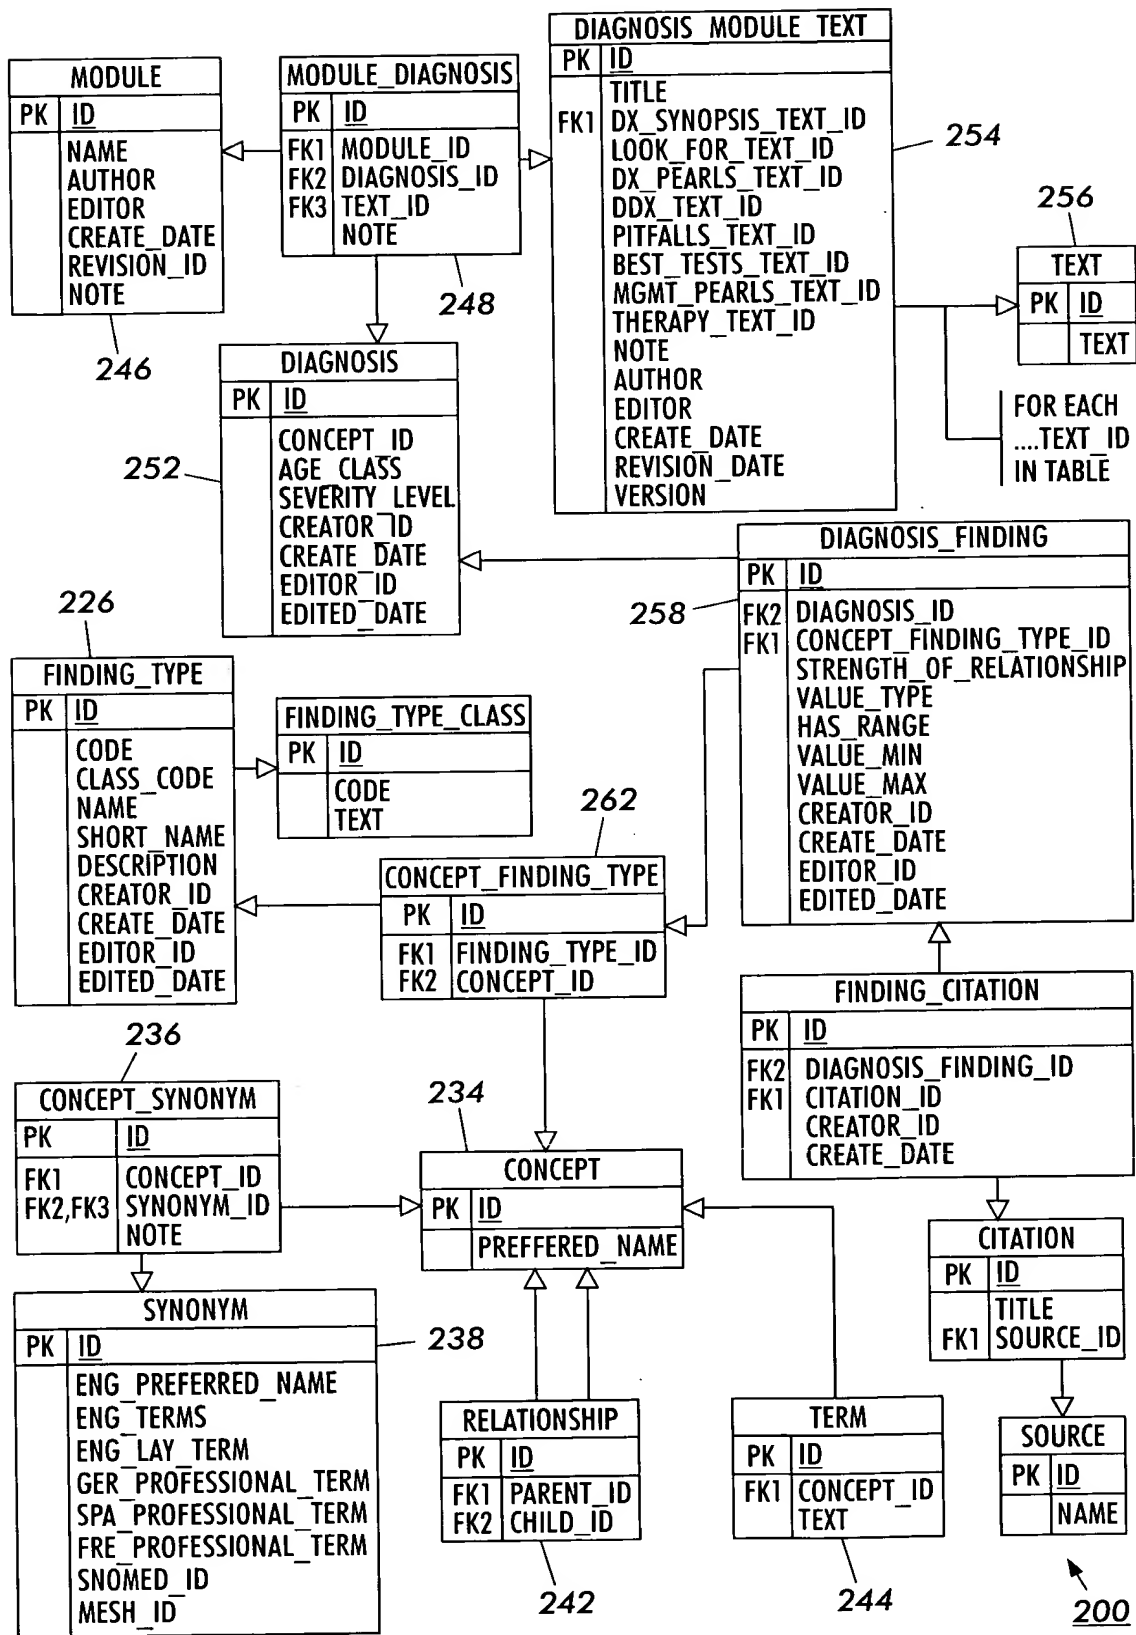 MODULE
PK ID
NAME
AUTHOR
EDITOR
CREATE_DATE
REVISION_ID
NOTE
246
MODULE_DIAGNOSIS
PK ID
FK1 MODULE_ID
FK2 DIAGNOSIS_ID
FK3 TEXT_ID
NOTE
248
DIAGNOSIS_MODULE_TEXT
PK ID
TITLE
FK1 DX_SYNOPSIS_TEXT_ID
LOOK_FOR_TEXT_ID
DX_PEARLS_TEXT_ID
DDX_TEXT_ID
PITFALLS_TEXT_ID
BEST_TESTS_TEXT_ID
MGMT_PEARLS_TEXT_ID
THERAPY_TEXT_ID
NOTE
AUTHOR
EDITOR
CREATE_DATE
REVISION_DATE
VERSION
254
256
TEXT
PK ID
TEXT
FOR EACH
....TEXT_ID
IN TABLE
DIAGNOSIS
PK ID
CONCEPT_ID
AGE_CLASS
SEVERITY_LEVEL
CREATOR_ID
CREATE_DATE
EDITOR_ID
EDITED_DATE
252
DIAGNOSIS_FINDING
PK ID
FK2 DIAGNOSIS_ID
FK1 CONCEPT_FINDING_TYPE_ID
STRENGTH_OF_RELATIONSHIP
VALUE_TYPE
HAS_RANGE
VALUE_MIN
VALUE_MAX
CREATOR_ID
CREATE_DATE
EDITOR_ID
EDITED_DATE
258
226
FINDING_TYPE
PK ID
CODE
CLASS_CODE
NAME
SHORT_NAME
DESCRIPTION
CREATOR_ID
CREATE_DATE
EDITOR_ID
EDITED_DATE
FINDING_TYPE_CLASS
PK ID
CODE
TEXT
262
CONCEPT_FINDING_TYPE
PK ID
FK1 FINDING_TYPE_ID
FK2 CONCEPT_ID
FINDING_CITATION
PK ID
FK2 DIAGNOSIS_FINDING_ID
FK1 CITATION_ID
CREATOR_ID
CREATE_DATE
236
CONCEPT_SYNONYM
PK ID
FK1 CONCEPT_ID
FK2,FK3 SYNONYM_ID
NOTE
234
CONCEPT
PK ID
PREFFERED_NAME
CITATION
PK ID
TITLE
FK1 SOURCE_ID
SYNONYM
PK ID
ENG_PREFERRED_NAME
ENG_TERMS
ENG_LAY_TERM
GER_PROFESSIONAL_TERM
SPA_PROFESSIONAL_TERM
FRE_PROFESSIONAL_TERM
SNOMED_ID
MESH_ID
238
RELATIONSHIP
PK ID
FK1 PARENT_ID
FK2 CHILD_ID
242
TERM
PK ID
FK1 CONCEPT_ID
TEXT
244
SOURCE
PK ID
NAME
200